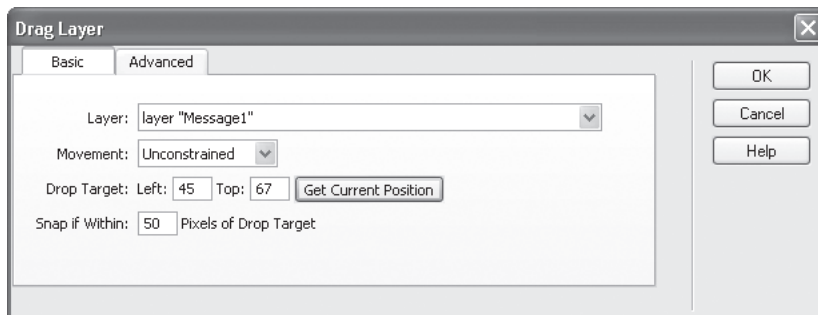 Drag Layer
Basic Advanced
OK
Layer: layer "Message1"
Cancel
Movement: Unconstrained
Help
Drop Target: Left: 45 Top: 67 Get Current Position
Snap if Within: 50 Pixels of Drop Target